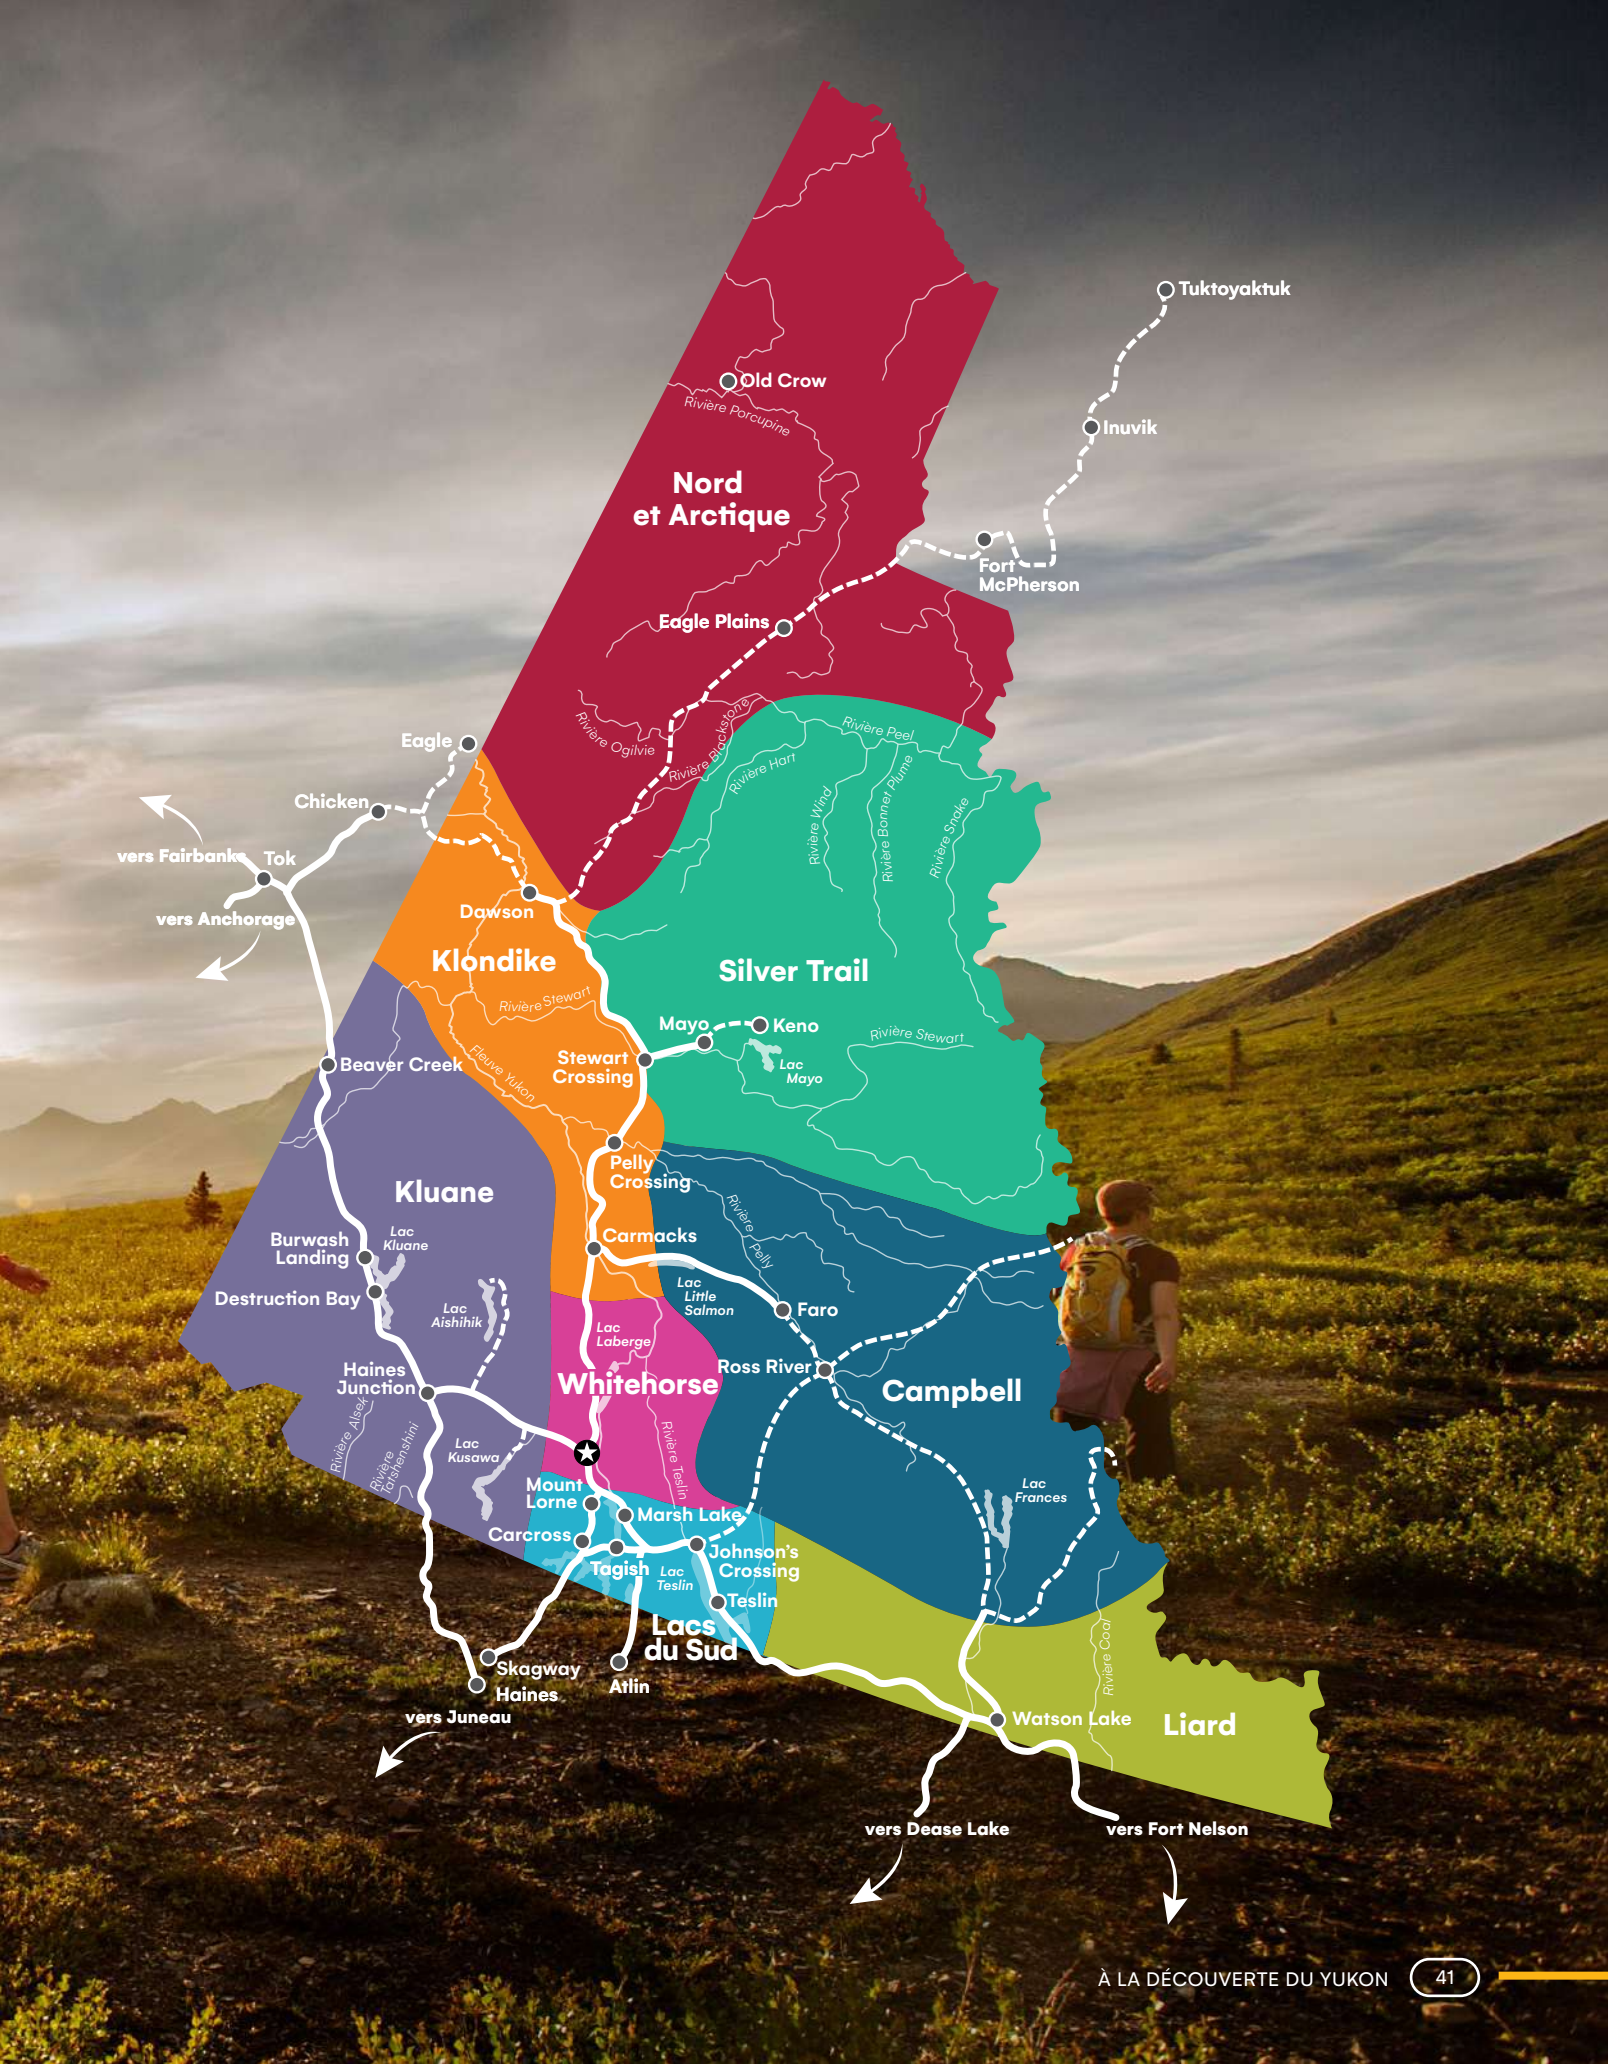 Tuktoyaktuk
Old Crow
Rivière Porcupine
Inuvik
Nord
et Arctique
Fort
McPherson
Eagle Plains
Rivière Ogilvie
Rivière Blackstone
Rivière Peel
Rivière Hart
Rivière Wind
Rivière Bonnet Plume
Rivière Snake
Eagle
Chicken
vers Fairbanks
Tok
vers Anchorage
Dawson
Klondike
Silver Trail
Rivière Stewart
Mayo
Keno
Rivière Stewart
Lac
Mayo
Stewart
Crossing
Beaver Creek
Fleuve Yukon
Pelly
Crossing
Kluane
Rivière Pelly
Burwash
Landing
Lac
Kluane
Carmacks
Destruction Bay
Lac
Aishihik
Lac
Little
Salmon
Faro
Lac
Laberge
Haines
Junction
Whitehorse
Ross River
Campbell
Rivière Alsek
Rivière
Tatshenshini
Lac
Kusawa
Rivière Teslin
Lac
Frances
Mount
Lorne
Marsh Lake
Carcross
Tagish
Johnson's
Crossing
Lac
Teslin
Teslin
Lacs
du Sud
Rivière Coal
Skagway
Haines
Atlin
vers Juneau
Watson Lake
Liard
vers Dease Lake
vers Fort Nelson
À LA DÉCOUVERTE DU YUKON
41